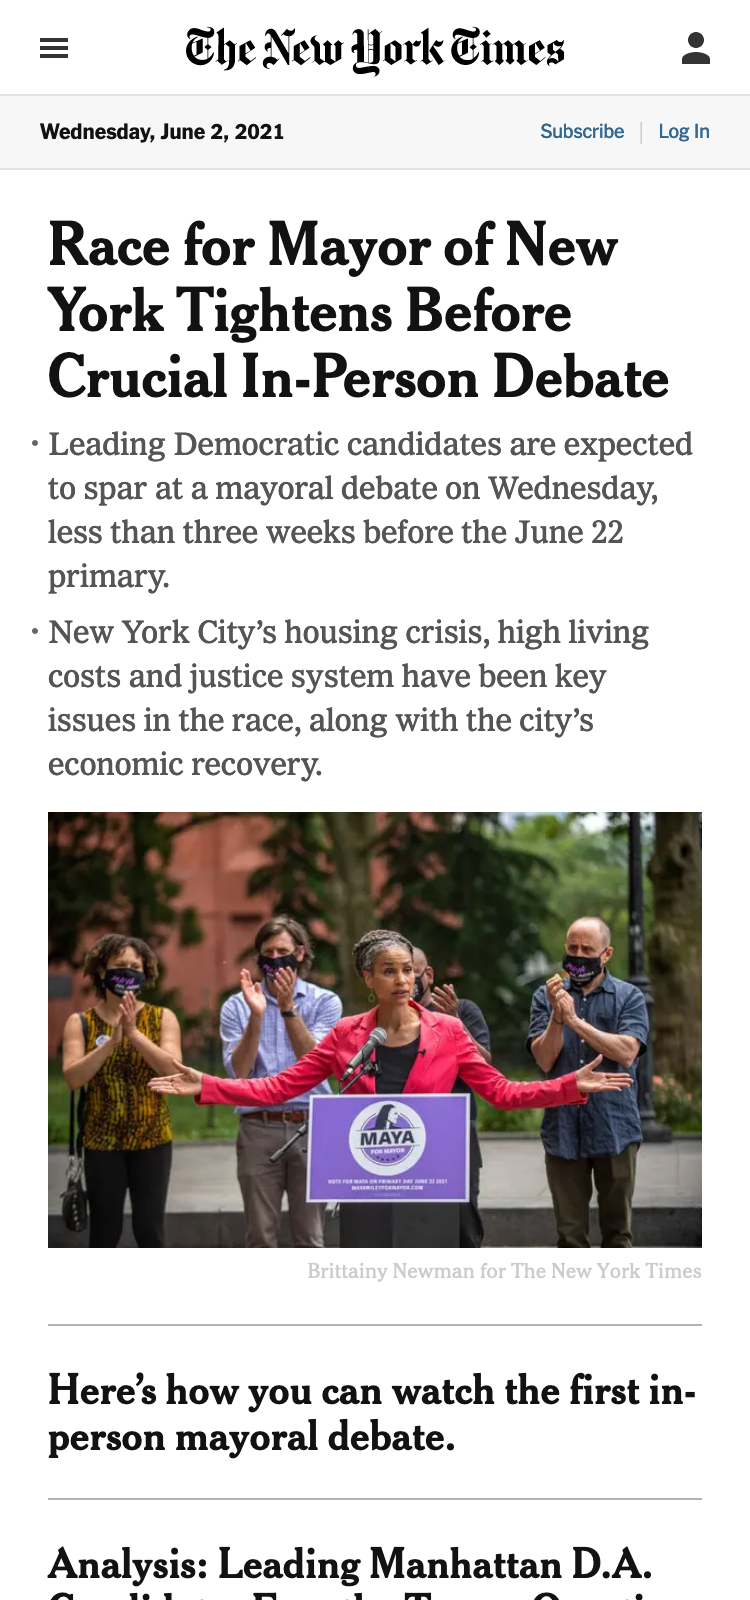 The New York Times
Wednesday, June 2, 2021
Subscribe
Log In
Race for Mayor of New
York Tightens Before
Crucial In-Person Debate
• Leading Democratic candidates are expected
to spar at a mayoral debate on Wednesday,
less than three weeks before the June 22
primary.
• New York City’s housing crisis, high living
costs and justice system have been key
issues in the race, along with the city’s
economic recovery.
MAYA
FOR MAYOR
VOTE FOR MAYA ON PRIMARY DAY JUNE 22 2021
MAYAWILEYFORMAYOR.COM
Brittainy Newman for The New York Times
Here’s how you can watch the first in-
person mayoral debate.
Analysis: Leading Manhattan D.A.